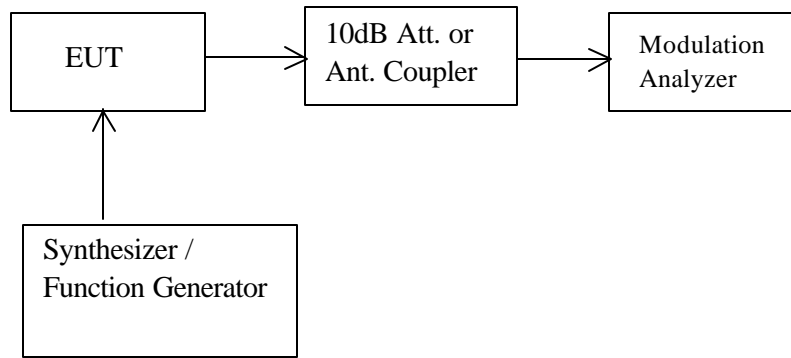 EUT
10dB Att. or
Ant. Coupler
Modulation
Analyzer
Synthesizer /
Function Generator